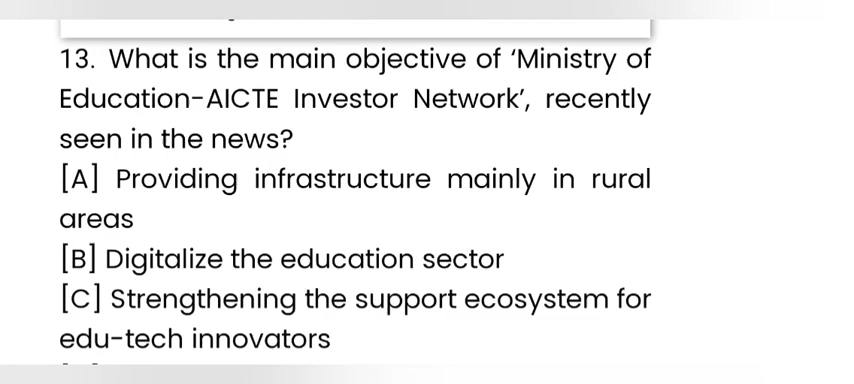 13. What is the main objective of ‘Ministry of
Education-AICTE Investor Network’, recently
seen in the news?
[A] Providing infrastructure mainly in rural
areas
[B] Digitalize the education sector
[C] Strengthening the support ecosystem for
edu-tech innovators